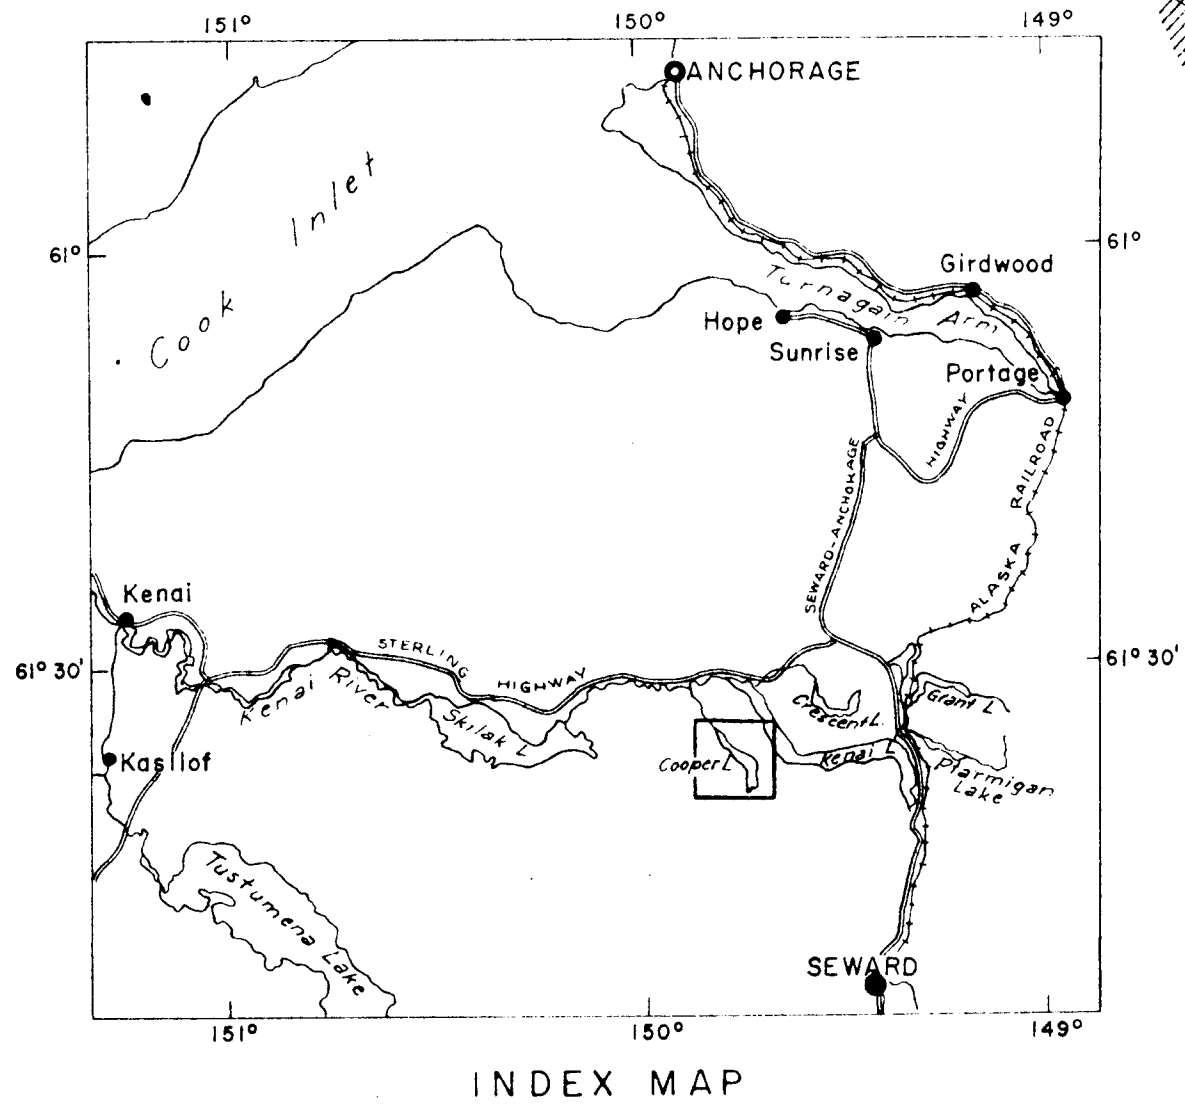 151°
150°
149°
ANCHORAGE
Cook Inlet
61°
61°
Girdwood
Turnagain Arm
Hope
Sunrise
Portage
HIGHWAY
SEWARD-ANCHORAGE
ALASKA RAILROAD
Kenai
STERLING HIGHWAY
61° 30'
61° 30'
Kenai River
Skilak L
Crescent L.
Grant L
Cooper L
Kenai L
Ptarmigan
Lake
Kasilof
Tustumena Lake
SEWARD
151°
150°
149°
INDEX MAP